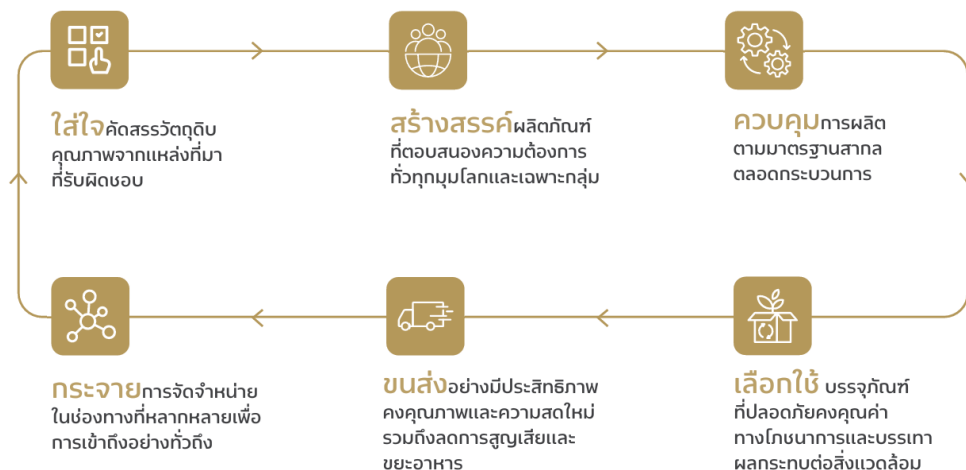 ใส่ใจคัดสรรวัตถุดิบ
คุณภาพจากแหล่งที่มา
ที่รับผิดชอบ
สร้างสรรค์ผลิตภัณฑ์
ที่ตอบสนองความต้องการ
ทั่วทุกมุมโลกและเฉพาะกลุ่ม
ควบคุมการผลิต
ตามมาตรฐานสากล
ตลอดกระบวนการ
กระจายการจัดจำหน่าย
ในช่องทางที่หลากหลายเพื่อ
การเข้าถึงอย่างทั่วถึง
ขนส่งอย่างมีประสิทธิภาพ
คงคุณภาพและความสดใหม่
รวมถึงลดการสูญเสียและ
ขยะอาหาร
เลือกใช้ บรรจุภัณฑ์
ที่ปลอดภัยคงคุณค่า
ทางโภชนาการและบรรเทา
ผลกระทบต่อสิ่งแวดล้อม